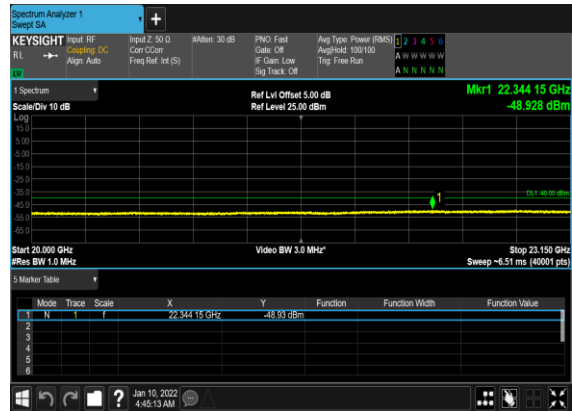 Spectrum Analyzer 1
Swept SA
+
KEYSIGHT Input: RF Input Z: 50 Ω #Atten: 30 dB PNO: Fast Avg Type: Power (RMS) 1 2 3 4 5 6
RL Coupling: DC Corr CCorr Gate: Off Avg|Hold: 100/100 A W W W W W
Align: Auto Freq Ref: Int (S) IF Gain: Low Trig: Free Run
Sig Track: Off A N N N N N
1 Spectrum Ref Lvl Offset 5.00 dB Mkr1 22.344 15 GHz
Scale/Div 10 dB Ref Level 25.00 dBm -48.928 dBm
Log
15.0
5.00
-5.00
-15.0
-25.0
-35.0 DL1 -40.00 dBm
-45.0 1
-55.0
-65.0
Start 20.000 GHz Video BW 3.0 MHz* Stop 23.150 GHz
#Res BW 1.0 MHz Sweep ~6.51 ms (40001 pts)
5 Marker Table
Mode Trace Scale X Y Function Function Width Function Value
1 N 1 f 22.344 15 GHz -48.93 dBm
2
3
4
5
6
? Jan 10, 2022
4:45:13 AM